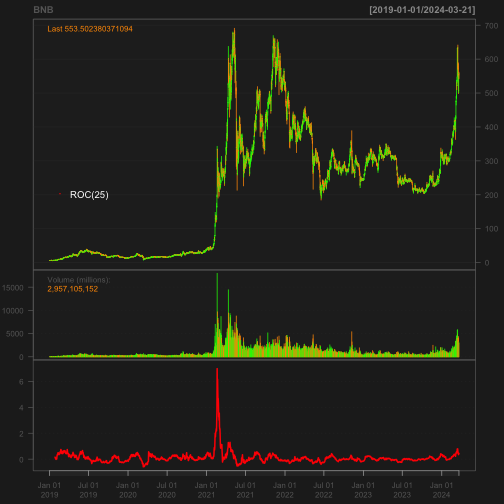 BNB [2019-01-01/2024-03-21]
Last 553.502380371094
700
600
500
400
300
200
100
0
ROC(25)
Volume (millions):
2,957,105,152
15000
10000
5000
0
6
4
2
0
Jan 01 2019
Jul 01 2019
Jan 01 2020
Jul 01 2020
Jan 01 2021
Jul 01 2021
Jan 01 2022
Jul 01 2022
Jan 01 2023
Jul 01 2023
Jan 01 2024